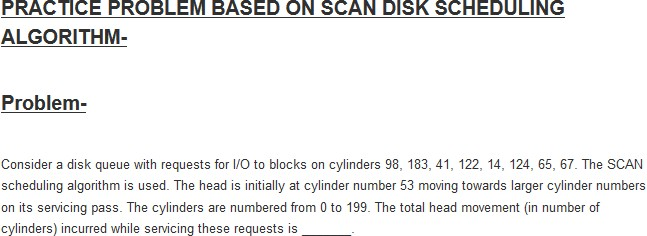 PRACTICE PROBLEM BASED ON SCAN DISK SCHEDULING
ALGORITHM-
Problem-
Consider a disk queue with requests for I/O to blocks on cylinders 98, 183, 41, 122, 14, 124, 65, 67. The SCAN
scheduling algorithm is used. The head is initially at cylinder number 53 moving towards larger cylinder numbers
on its servicing pass. The cylinders are numbered from 0 to 199. The total head movement (in number of
cylinders) incurred while servicing these requests is _______.